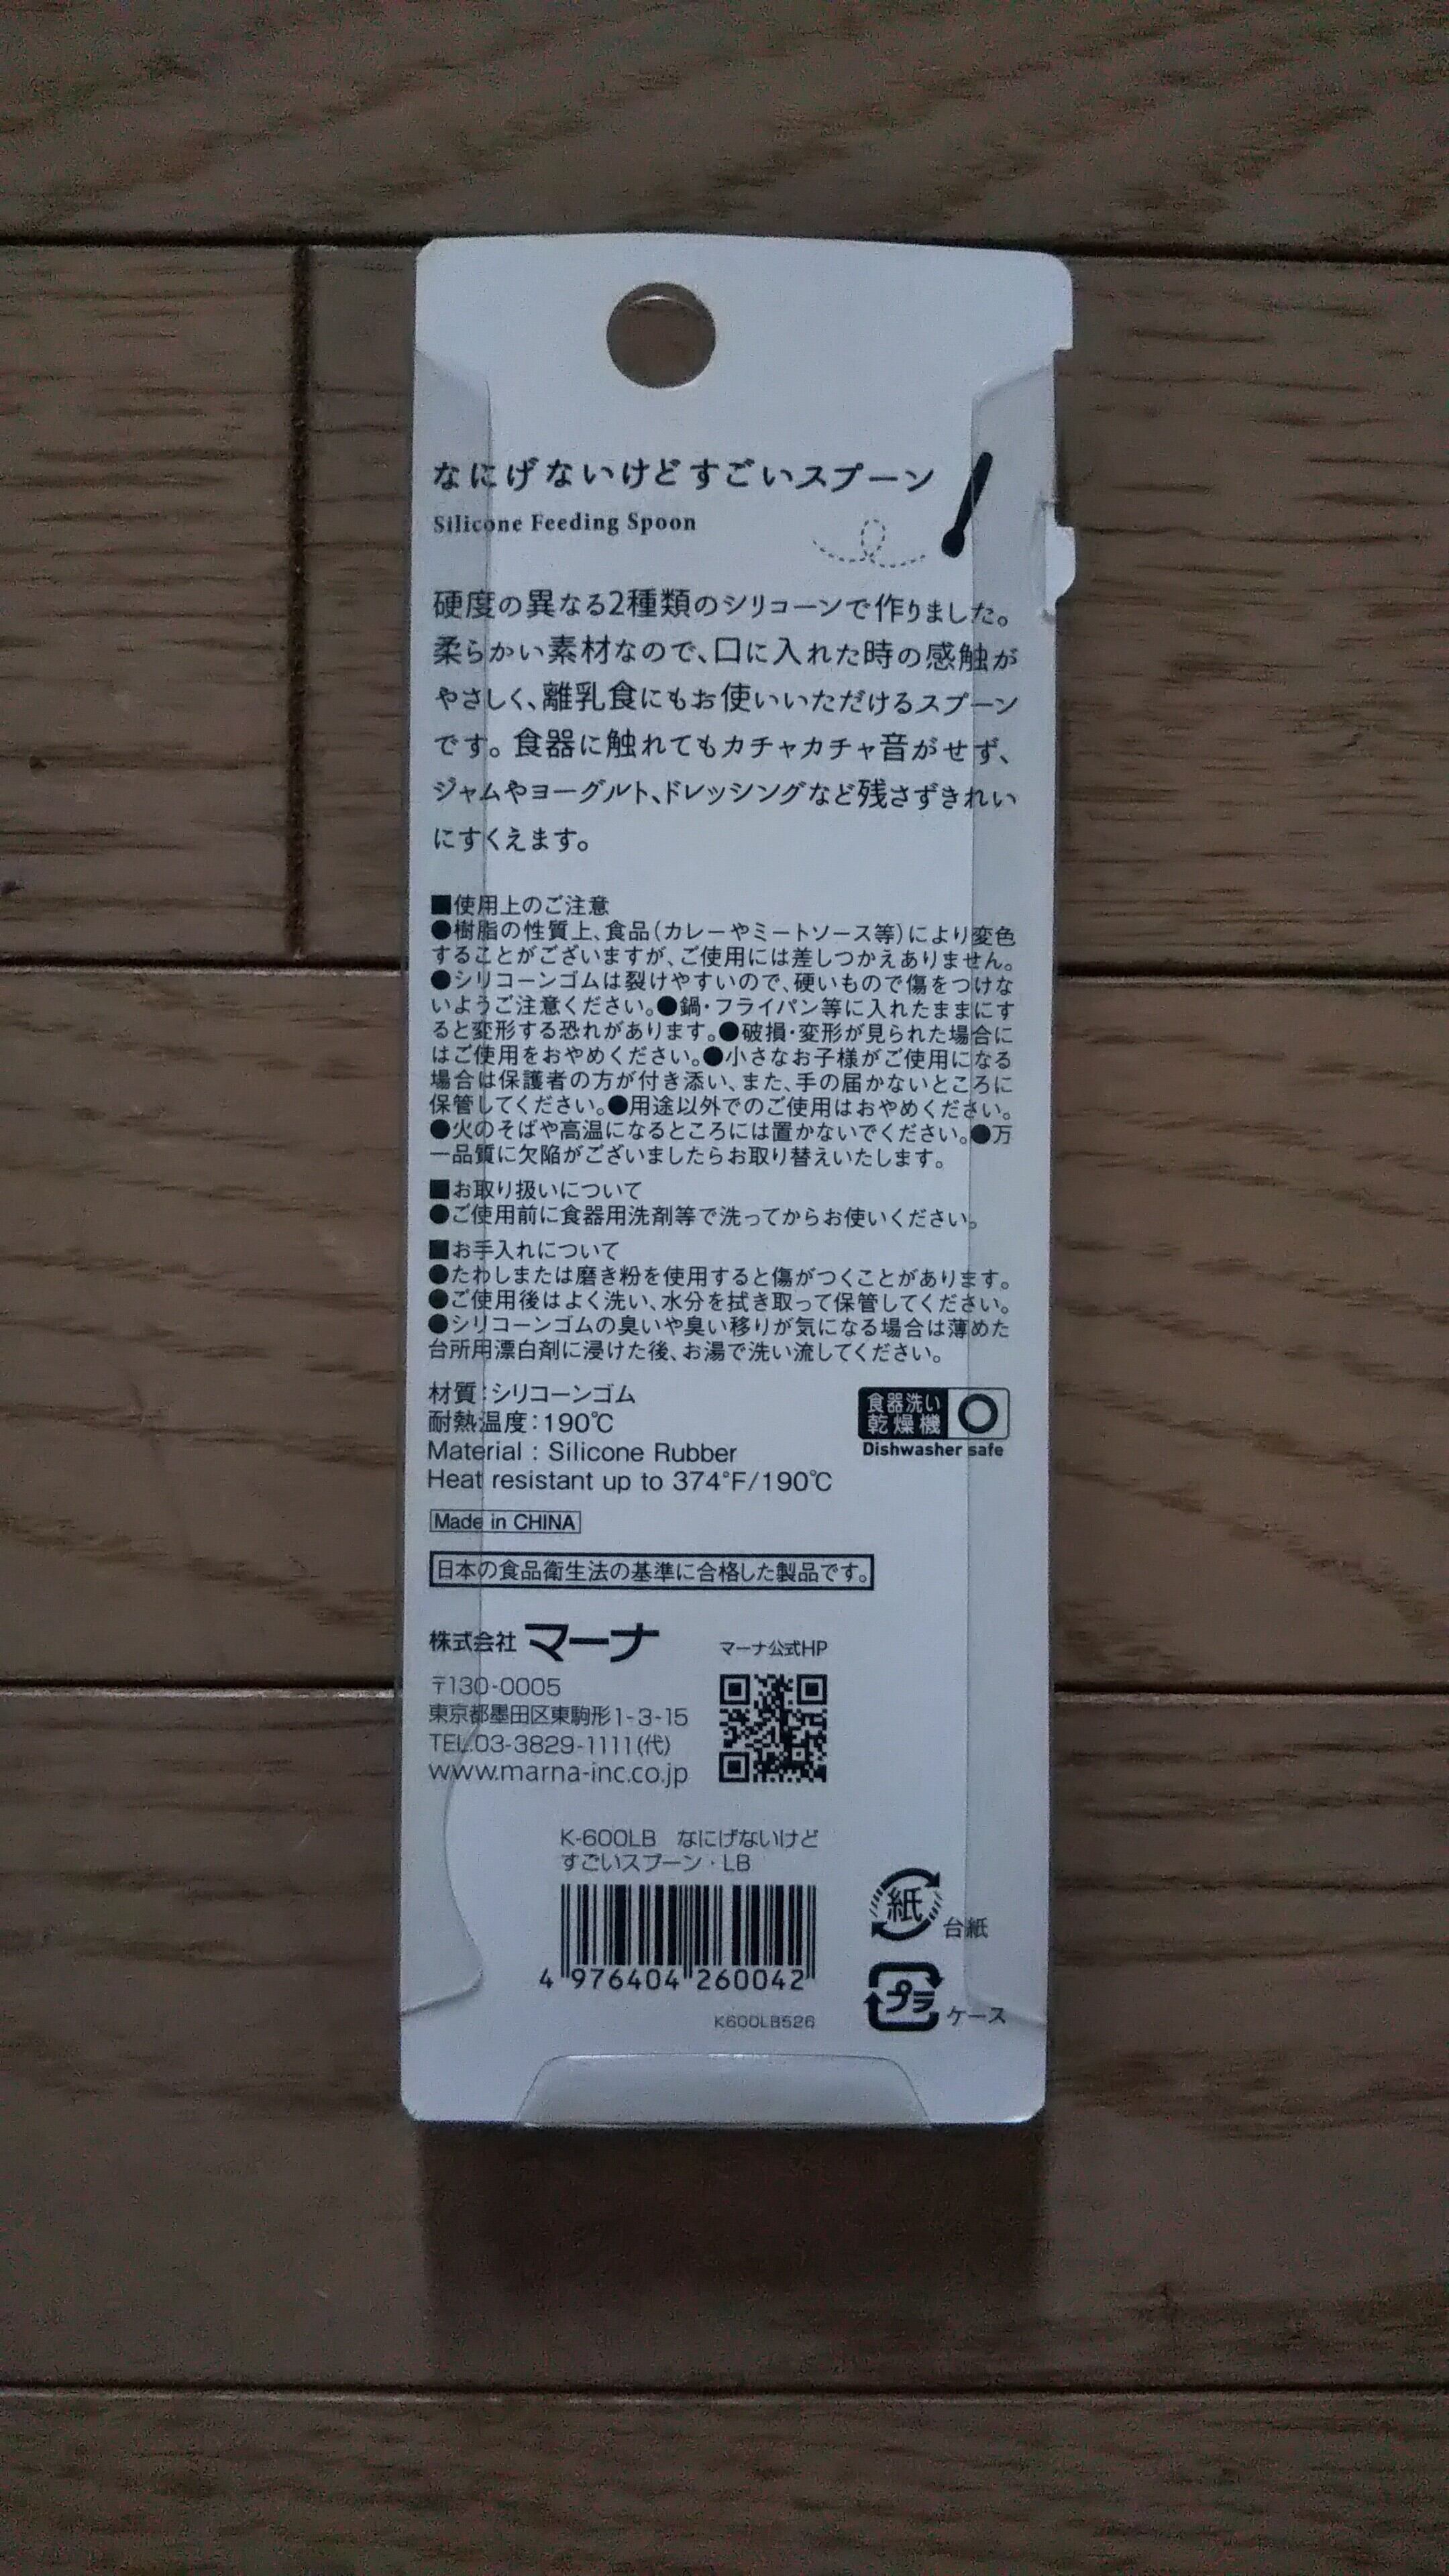 なにげないけどすごいスプーン
Silicone Feeding Spoon
硬度の異なる2種類のシリコーンで作りました。
柔らかい素材なので、口に入れた時の感触が
やさしく、離乳食にもお使いいただけるスプーン
です。食器に触れてもカチャカチャ音がせず、
ジャムやヨーグルト、ドレッシングなど残さずきれい
にすくえます。
■使用上のご注意
●樹脂の性質上、食品(カレーやミートソース等)により変色
することがございますが、ご使用には差しつかえありません。
●シリコーンゴムは裂けやすいので、硬いもので傷をつけな
いようご注意ください。●鍋・フライパン等に入れたままにす
ると変形する恐れがあります。●破損・変形が見られた場合に
はご使用をおやめください。●小さなお子様がご使用になる
場合は保護者の方が付き添い、また、手の届かないところに
保管してください。●用途以外でのご使用はおやめください。
●火のそばや高温になるところには置かないでください。●万
一品質に欠陥がございましたらお取り替えいたします。
■お取り扱いについて
●ご使用前に食器用洗剤等で洗ってからお使いください。
■お手入れについて
●たわしまたは磨き粉を使用すると傷がつくことがあります。
●ご使用後はよく洗い、水分を拭き取って保管してください。
●シリコーンゴムの臭いや臭い移りが気になる場合は薄めた
台所用漂白剤に浸けた後、お湯で洗い流してください。
材質:シリコーンゴム
耐熱温度:190℃
Material : Silicone Rubber
Heat resistant up to 374°F/190℃
食器洗い
乾燥機
Dishwasher safe
Made in CHINA
日本の食品衛生法の基準に合格した製品です。
株式会社 マーナ
〒130-0005
東京都墨田区東駒形1-3-15
TEL.03-3829-1111(代)
www.marna-inc.co.jp
マーナ公式HP
K-600LB なにげないけど
すごいスプーン・LB
4 976404 260042
K600LB526
紙 台紙
プラ ケース